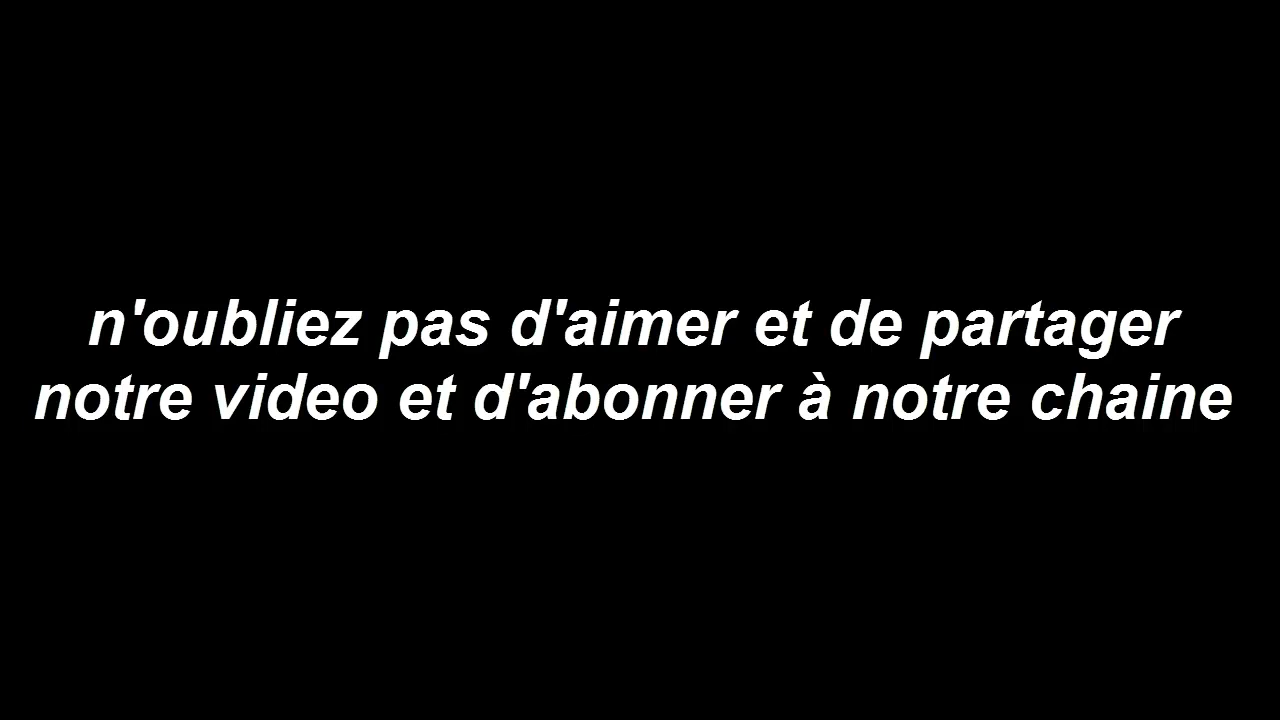 n'oubliez pas d'aimer et de partager
notre video et d'abonner à notre chaine